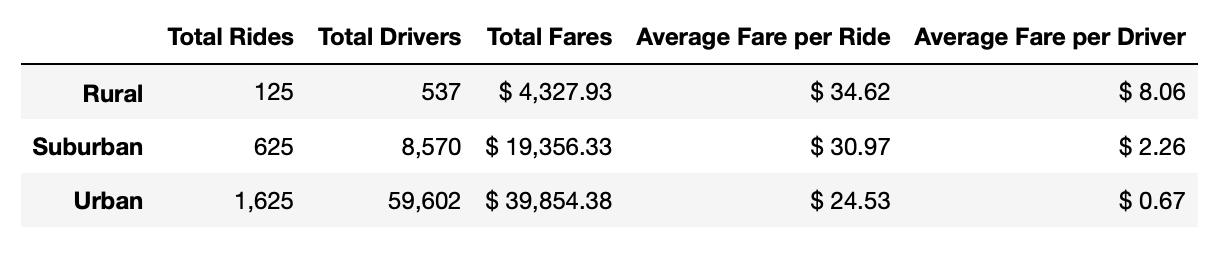 Total Rides Total Drivers Total Fares Average Fare per Ride Average Fare per Driver
Rural 125 537 $ 4,327.93 $ 34.62 $ 8.06
Suburban 625 8,570 $ 19,356.33 $ 30.97 $ 2.26
Urban 1,625 59,602 $ 39,854.38 $ 24.53 $ 0.67